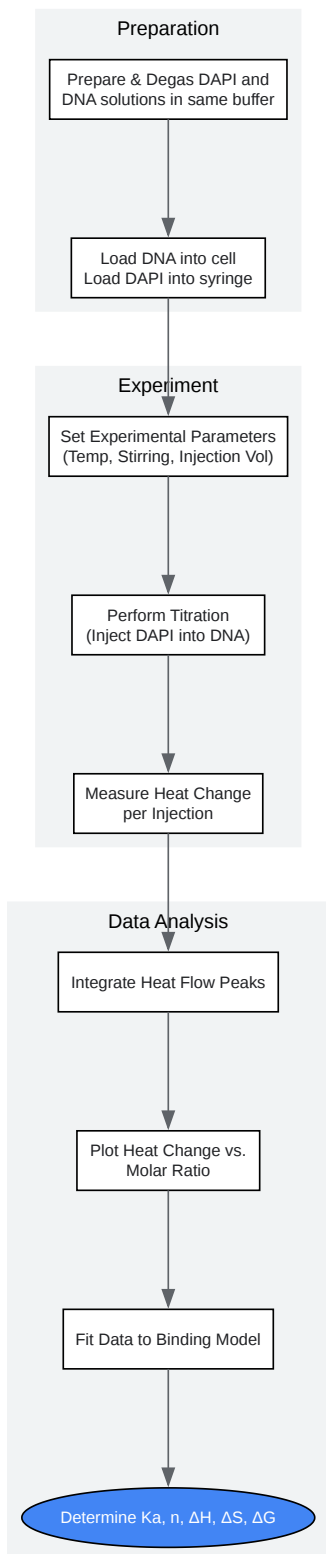 Preparation
Prepare & Degas DAPI and
DNA solutions in same buffer
Load DNA into cell
Load DAPI into syringe
Experiment
Set Experimental Parameters
(Temp, Stirring, Injection Vol)
Perform Titration
(Inject DAPI into DNA)
Measure Heat Change
per Injection
Data Analysis
Integrate Heat Flow Peaks
Plot Heat Change vs.
Molar Ratio
Fit Data to Binding Model
Determine Ka, n, ΔH, ΔS, ΔG